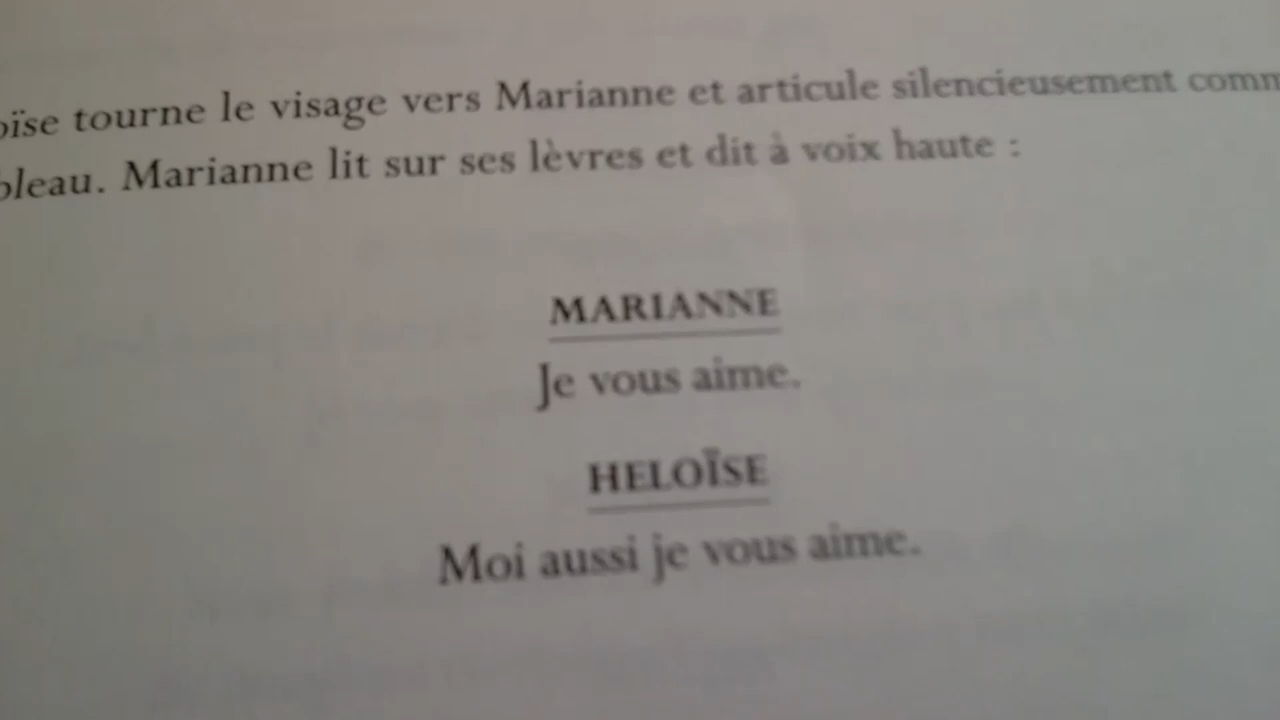 oïse tourne le visage vers Marianne et articule silencieusement comm
bleau. Marianne lit sur ses lèvres et dit à voix haute :
MARIANNE
Je vous aime.
HELOÏSE
Moi aussi je vous aime.